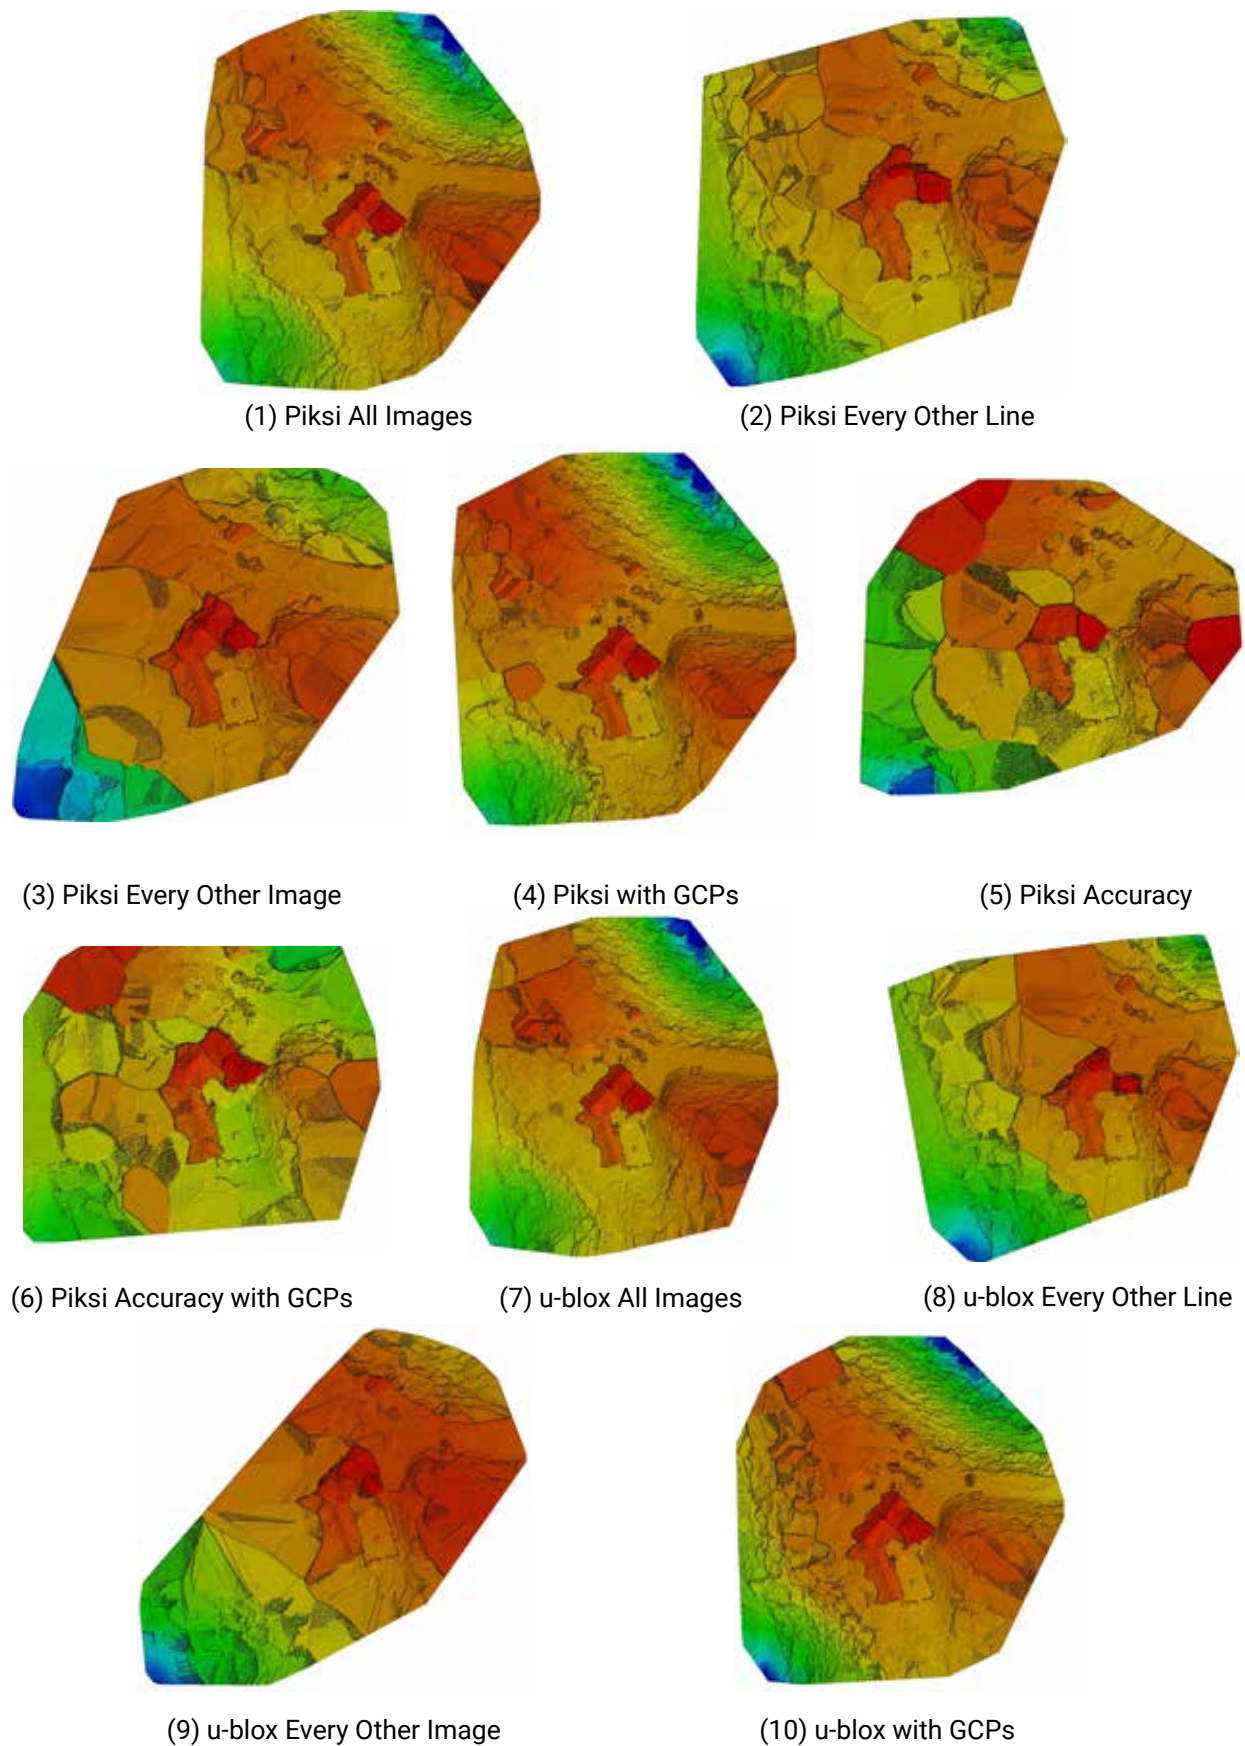 (1) Piksi All Images
(2) Piksi Every Other Line
(3) Piksi Every Other Image
(4) Piksi with GCPs
(5) Piksi Accuracy
(6) Piksi Accuracy with GCPs
(7) u-blox All Images
(8) u-blox Every Other Line
(9) u-blox Every Other Image
(10) u-blox with GCPs